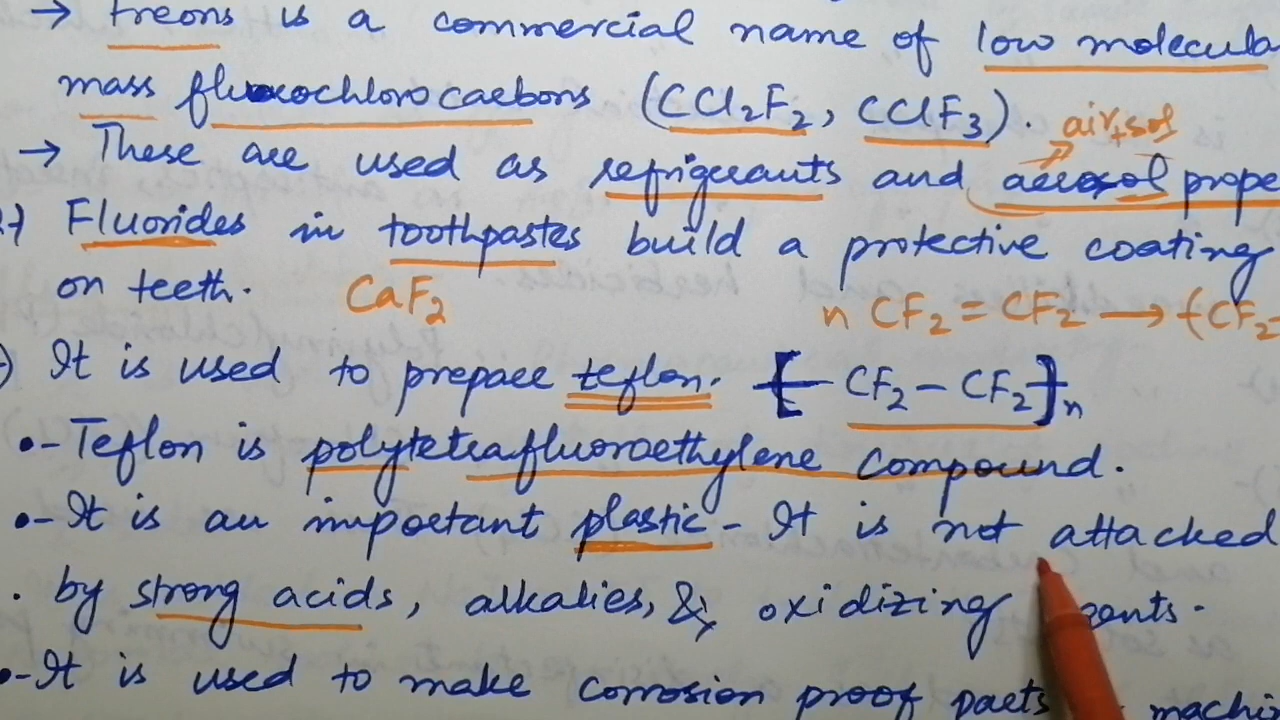 → Freons is a commercial name of low molecula
mass fluorochlorocarbons (CCl₂F₂, CClF₃).
air+sol
→ These are used as refrigerants and aerosol prope
Fluorides in toothpastes build a protective coating
on teeth. CaF₂
n CF₂ = CF₂ → (CF₂-
It is used to prepare teflon. [CF₂ - CF₂]ₙ
•- Teflon is polytetrafluoroethylene compound.
•- It is an important plastic - It is not attacked
. by strong acids, alkalies, & oxidizing gents.
•- It is used to make corrosion proof parts machi